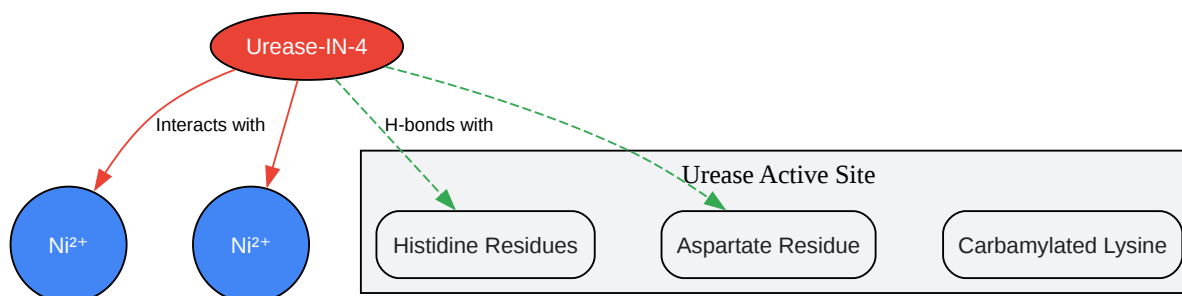 Urease-IN-4
Interacts with
H-bonds with
Urease Active Site
Ni²⁺
Ni²⁺
Histidine Residues
Aspartate Residue
Carbamylated Lysine